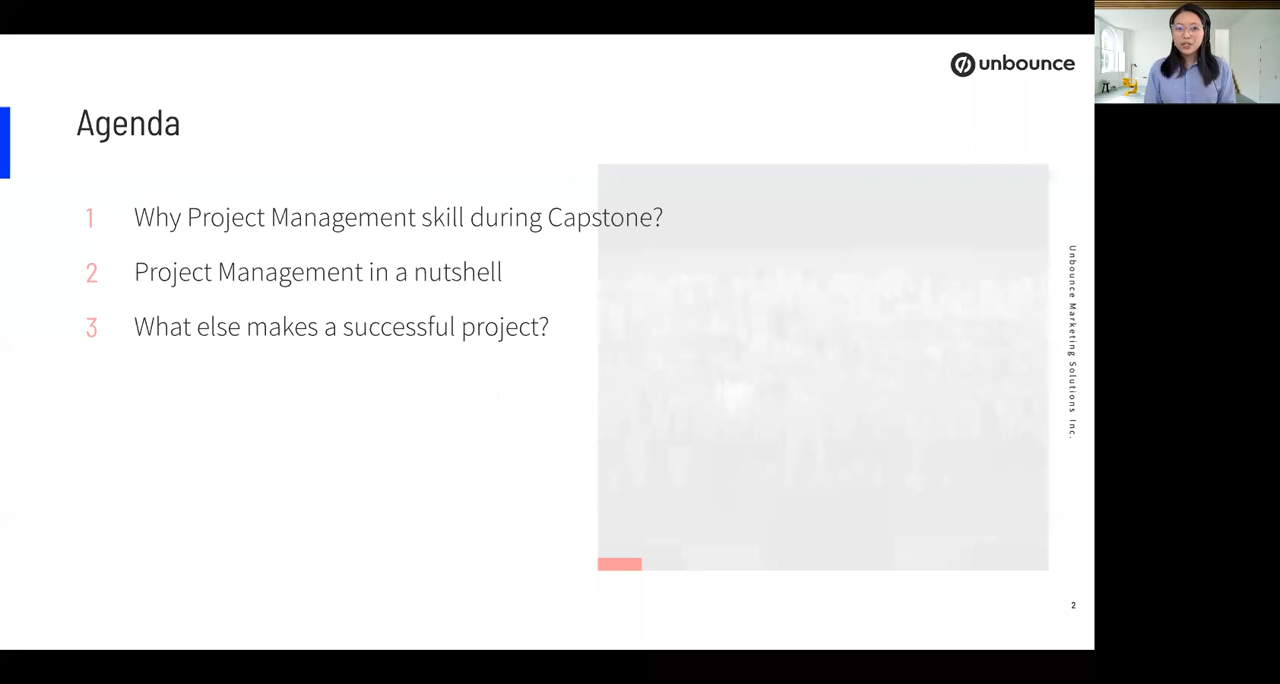 unbounce
Agenda
1 Why Project Management skill during Capstone?
2 Project Management in a nutshell
3 What else makes a successful project?
Unbounce Marketing Solutions Inc.
2